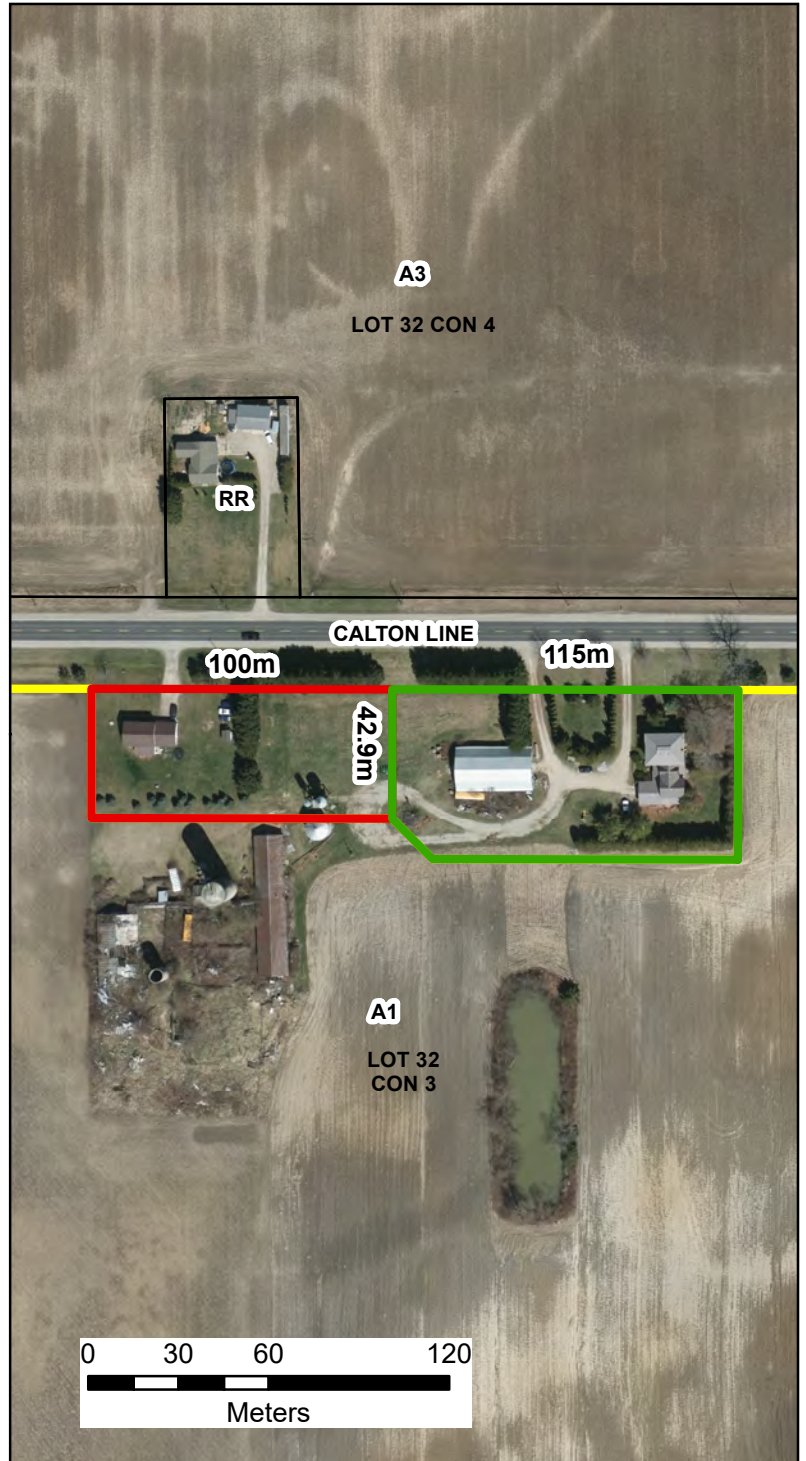 A3
LOT 32 CON 4
RR
CALTON LINE
100m
115m
42.9m
A1
LOT 32
CON 3
0 30 60 120
Meters